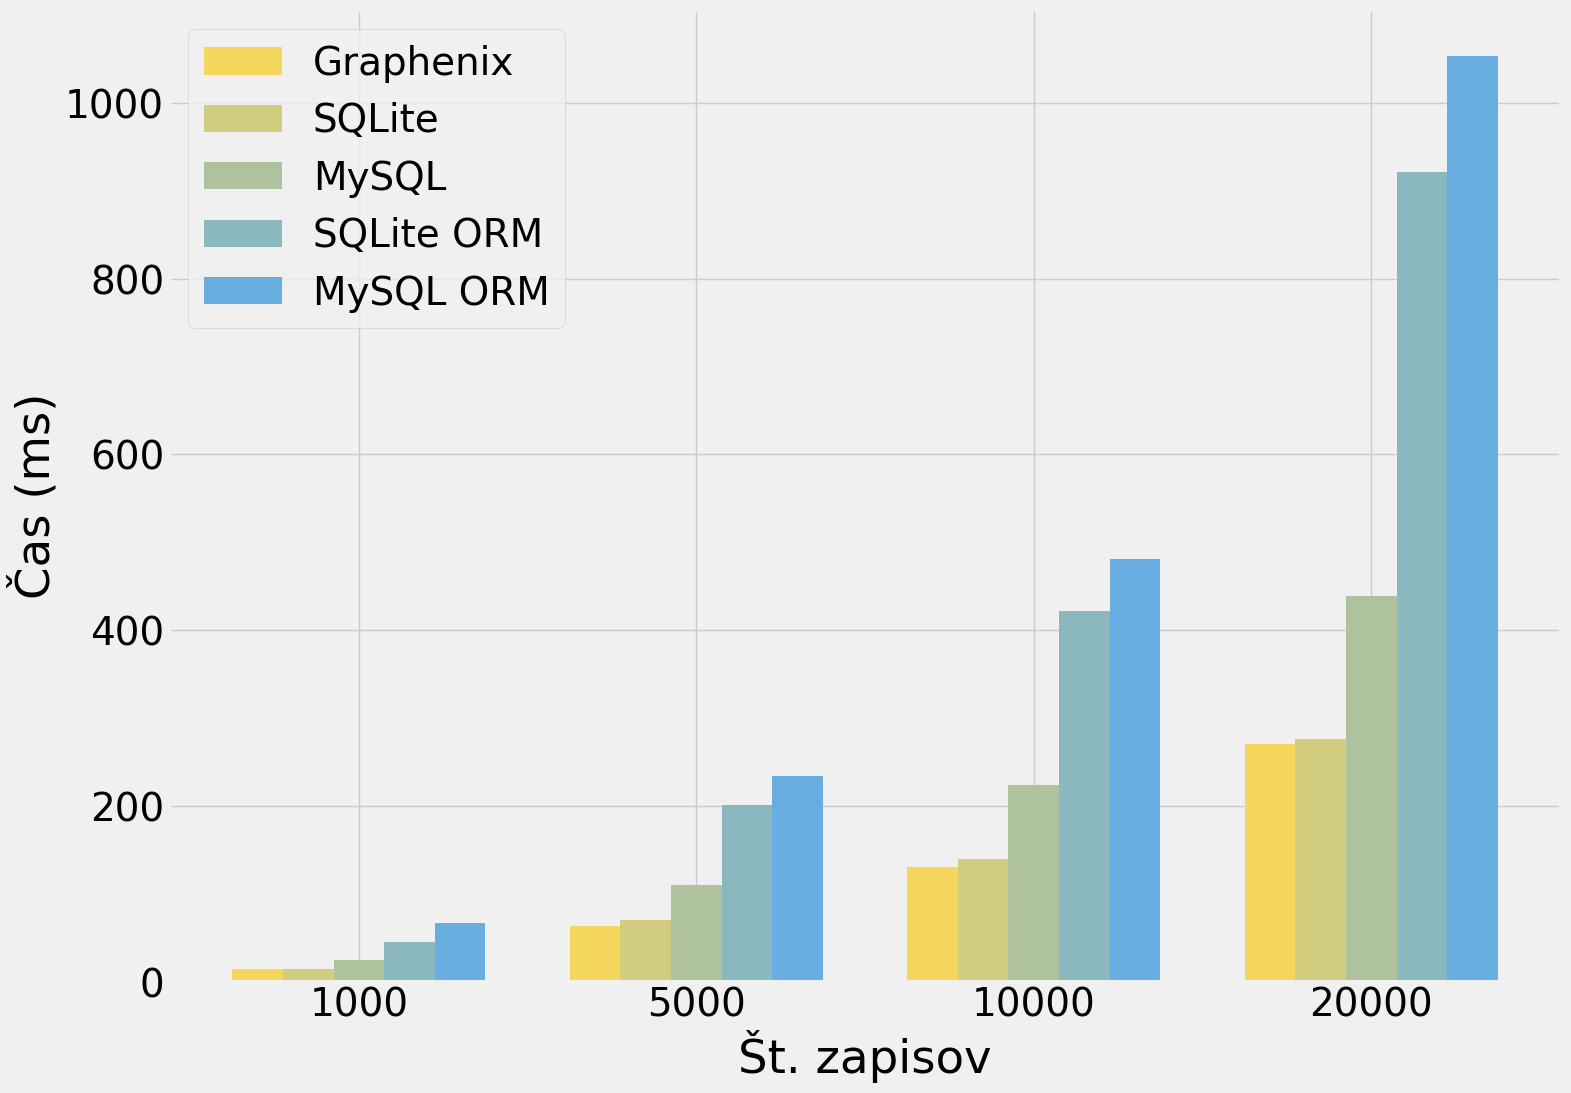 Graphenix
SQLite
MySQL
SQLite ORM
MySQL ORM
1000
800
600
400
200
0
Čas (ms)
1000 5000 10000 20000
Št. zapisov